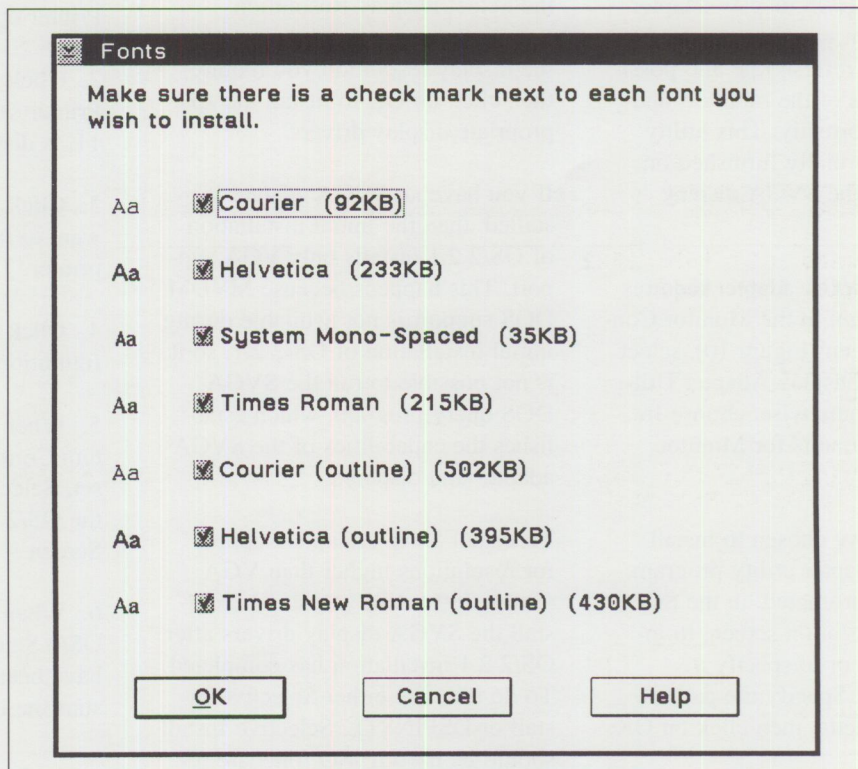 Fonts
Make sure there is a check mark next to each font you
wish to install.
Aa Courier (92KB)
Aa Helvetica (233KB)
Aa System Mono-Spaced (35KB)
Aa Times Roman (215KB)
Aa Courier (outline) (502KB)
Aa Helvetica (outline) (395KB)
Aa Times New Roman (outline) (430KB)
OK Cancel Help